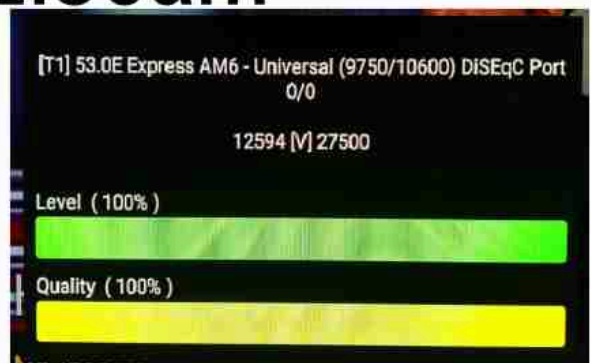 [T1] 53.0E Express AM6 - Universal (9750/10600) DiSEqC Port
0/0
12594 [V] 27500
Level ( 100% )
Quality ( 100% )